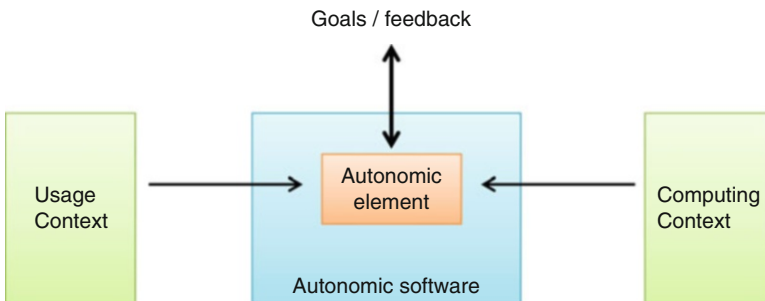 Goals / feedback
Usage
Context
Autonomic
element
Computing
Context
Autonomic software